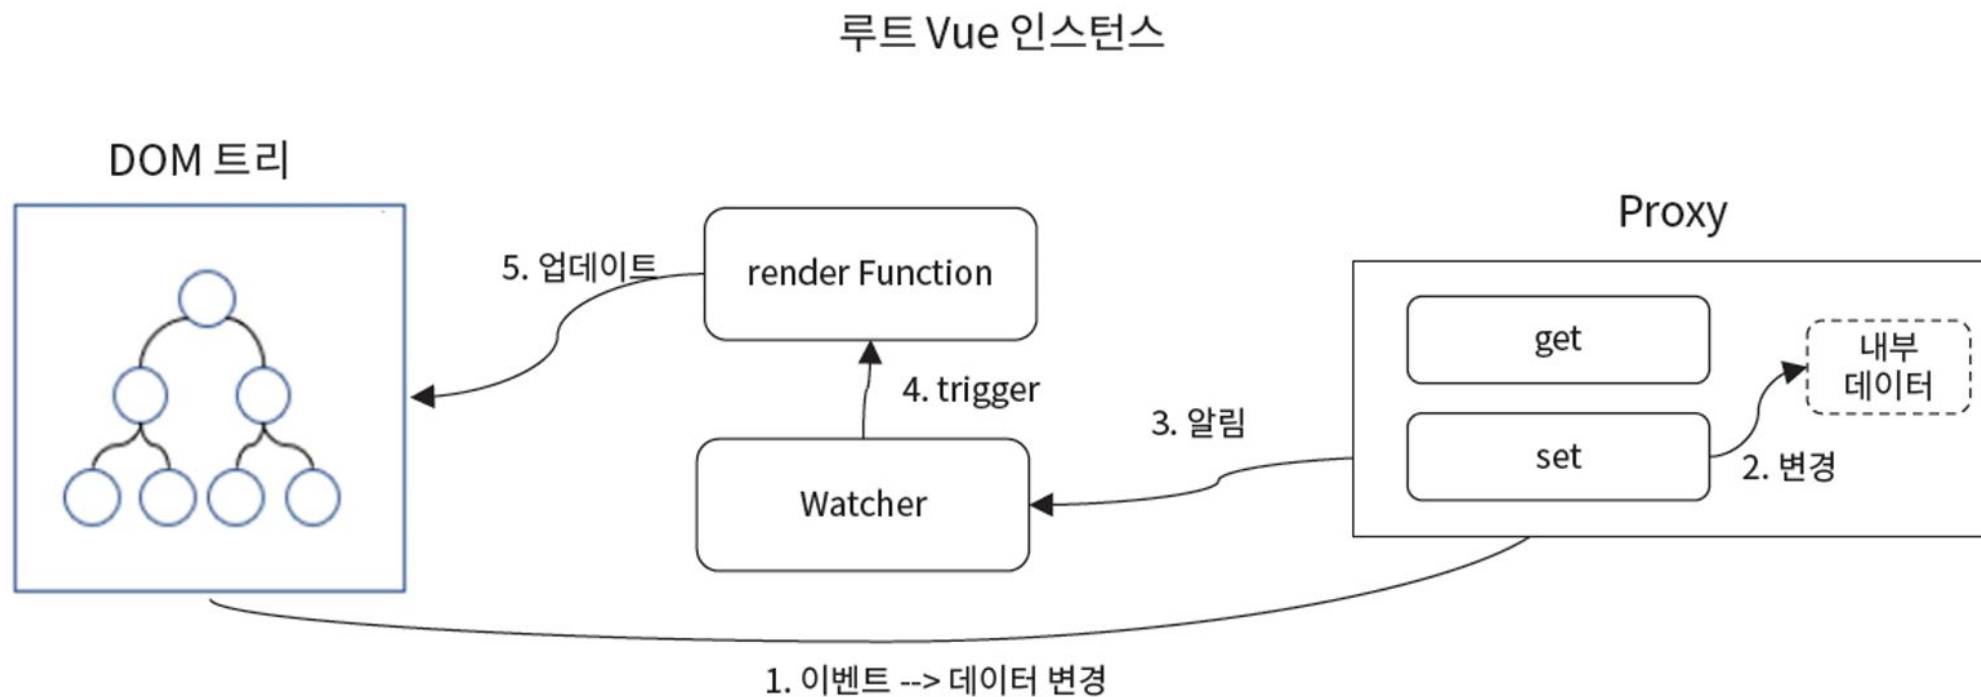 루트 Vue 인스턴스
DOM 트리
Proxy
5. 업데이트
render Function
get
내부
데이터
4. trigger
3. 알림
set
2. 변경
Watcher
1. 이벤트 --> 데이터 변경